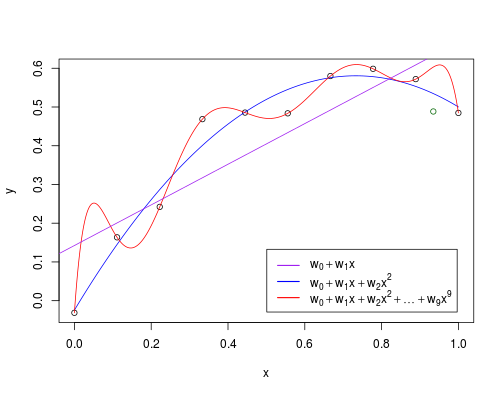 0.6
0.5
0.4
0.3
0.2
0.1
0.0
y
w₀ + w₁x
w₀ + w₁x + w₂x²
w₀ + w₁x + w₂x² + … + w₉x⁹
0.0 0.2 0.4 0.6 0.8 1.0
x